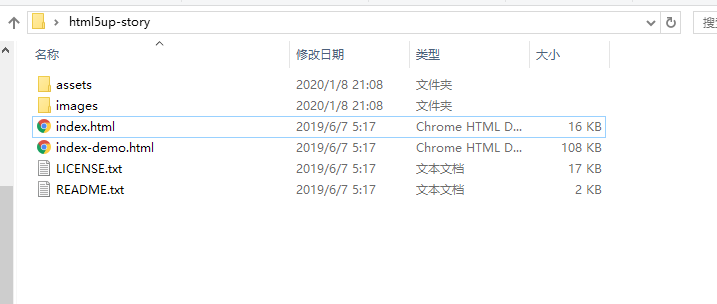 html5up-story
搜
名称 修改日期 类型 大小
assets 2020/1/8 21:08 文件夹
images 2020/1/8 21:08 文件夹
index.html 2019/6/7 5:17 Chrome HTML D... 16 KB
index-demo.html 2019/6/7 5:17 Chrome HTML D... 108 KB
LICENSE.txt 2019/6/7 5:17 文本文档 17 KB
README.txt 2019/6/7 5:17 文本文档 2 KB